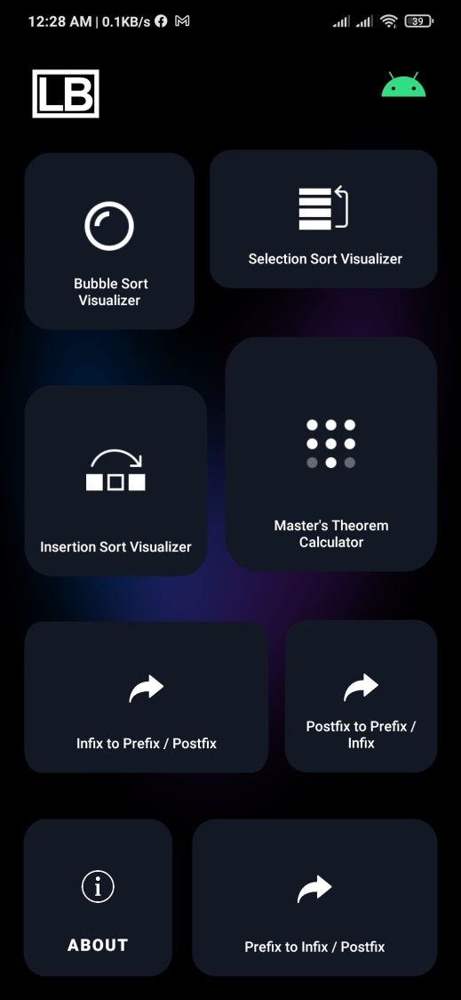 12:28 AM | 0.1KB/s
39
LB
Bubble Sort
Visualizer
Selection Sort Visualizer
Insertion Sort Visualizer
Master's Theorem
Calculator
Infix to Prefix / Postfix
Postfix to Prefix /
Infix
ABOUT
Prefix to Infix / Postfix